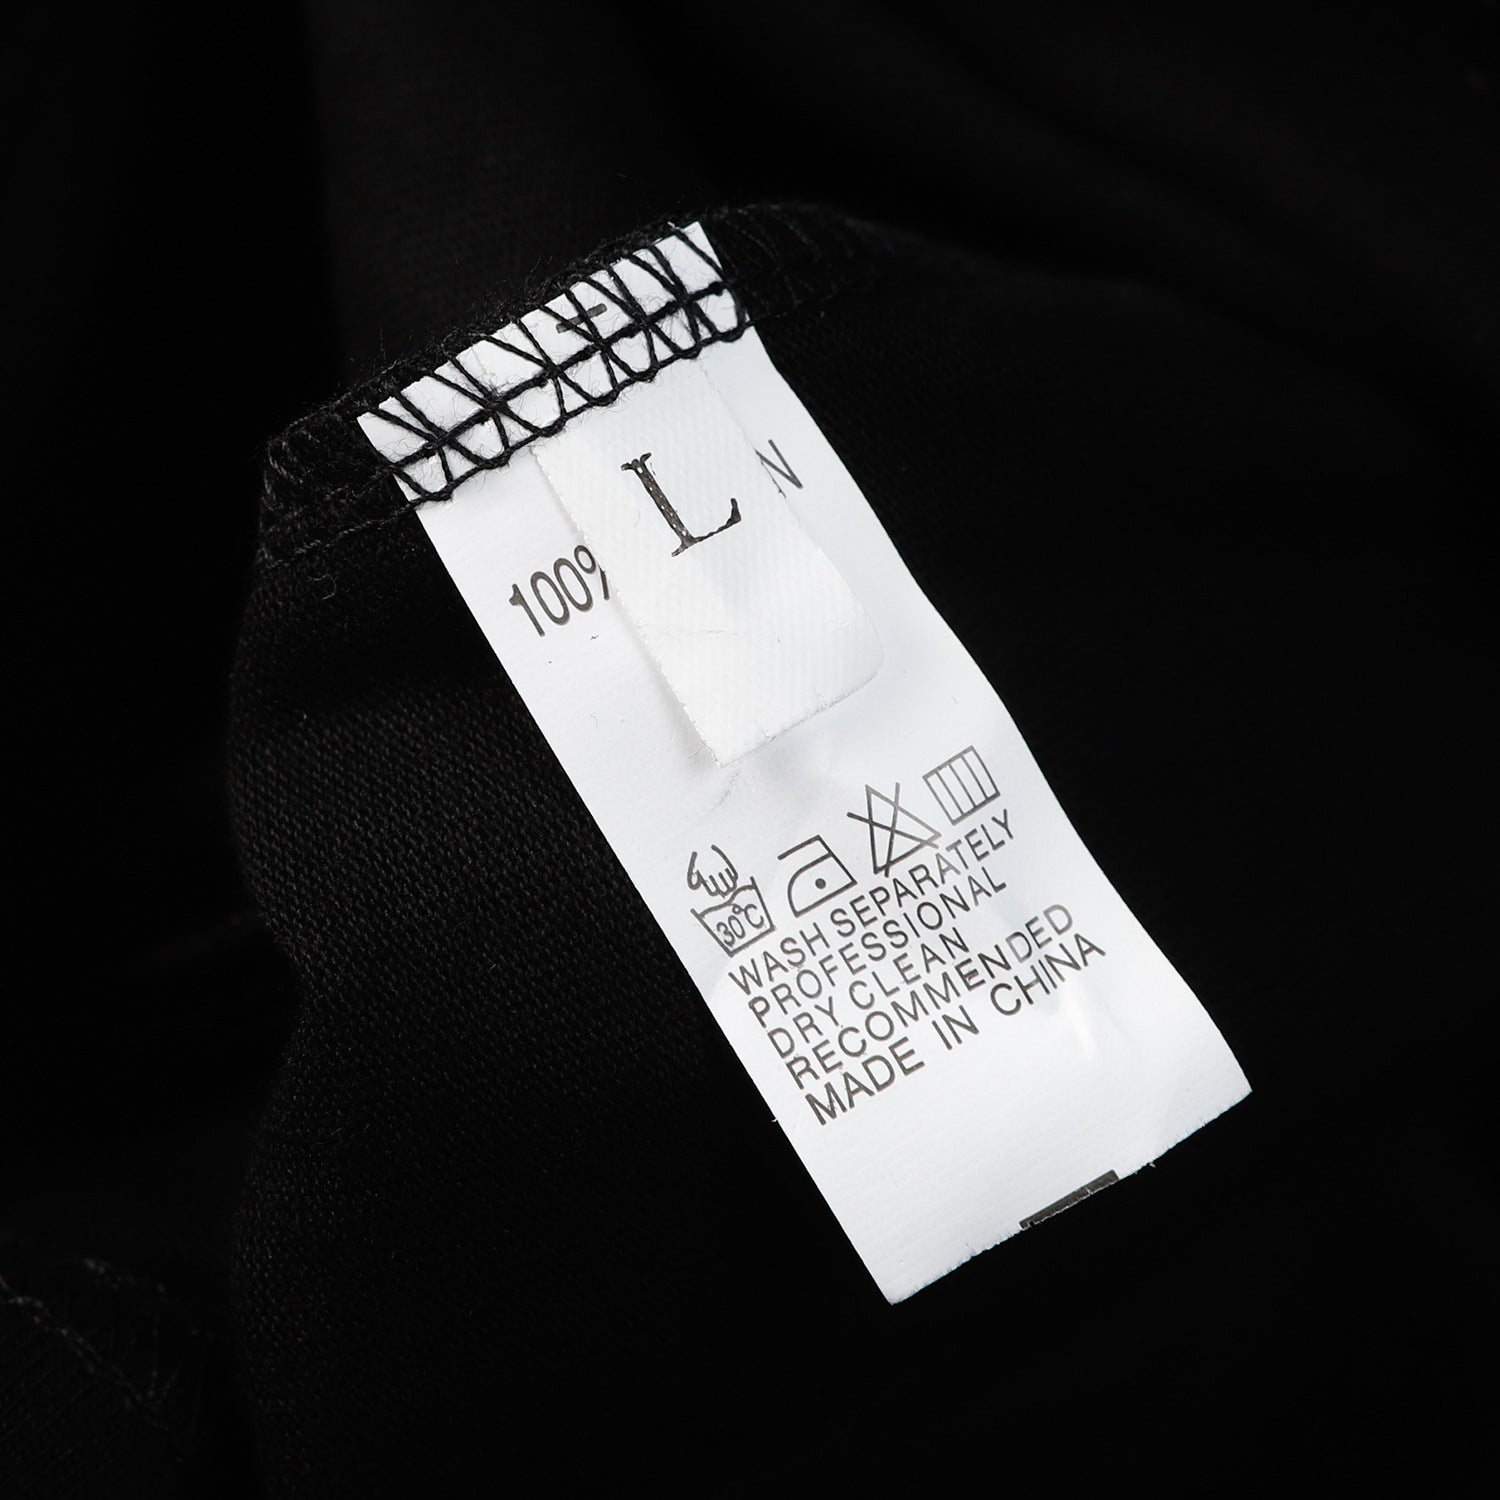 L
100%
N
30°C
WASH SEPARATELY
PROFESSIONAL
DRY CLEAN
RECOMMENDED
MADE IN CHINA